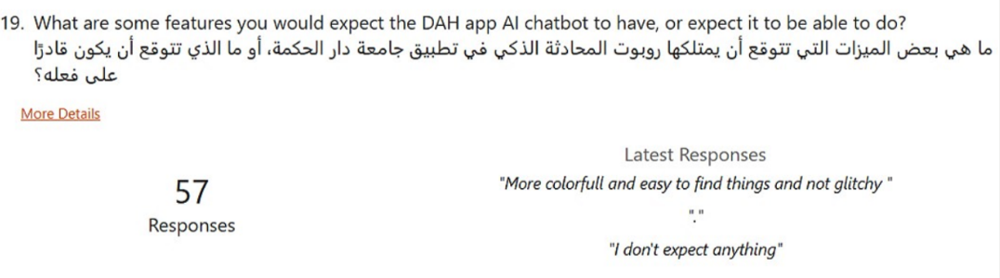 19. What are some features you would expect the DAH app AI chatbot to have, or expect it to be able to do?
ما هي بعض الميزات التي تتوقع أن يمتلكها روبوت المحادثة الذكي في تطبيق جامعة دار الحكمة، أو ما الذي تتوقع أن يكون قادرًا
على فعله؟
More Details
57
Responses
Latest Responses
"More colorfull and easy to find things and not glitchy "
"."
"I don't expect anything"